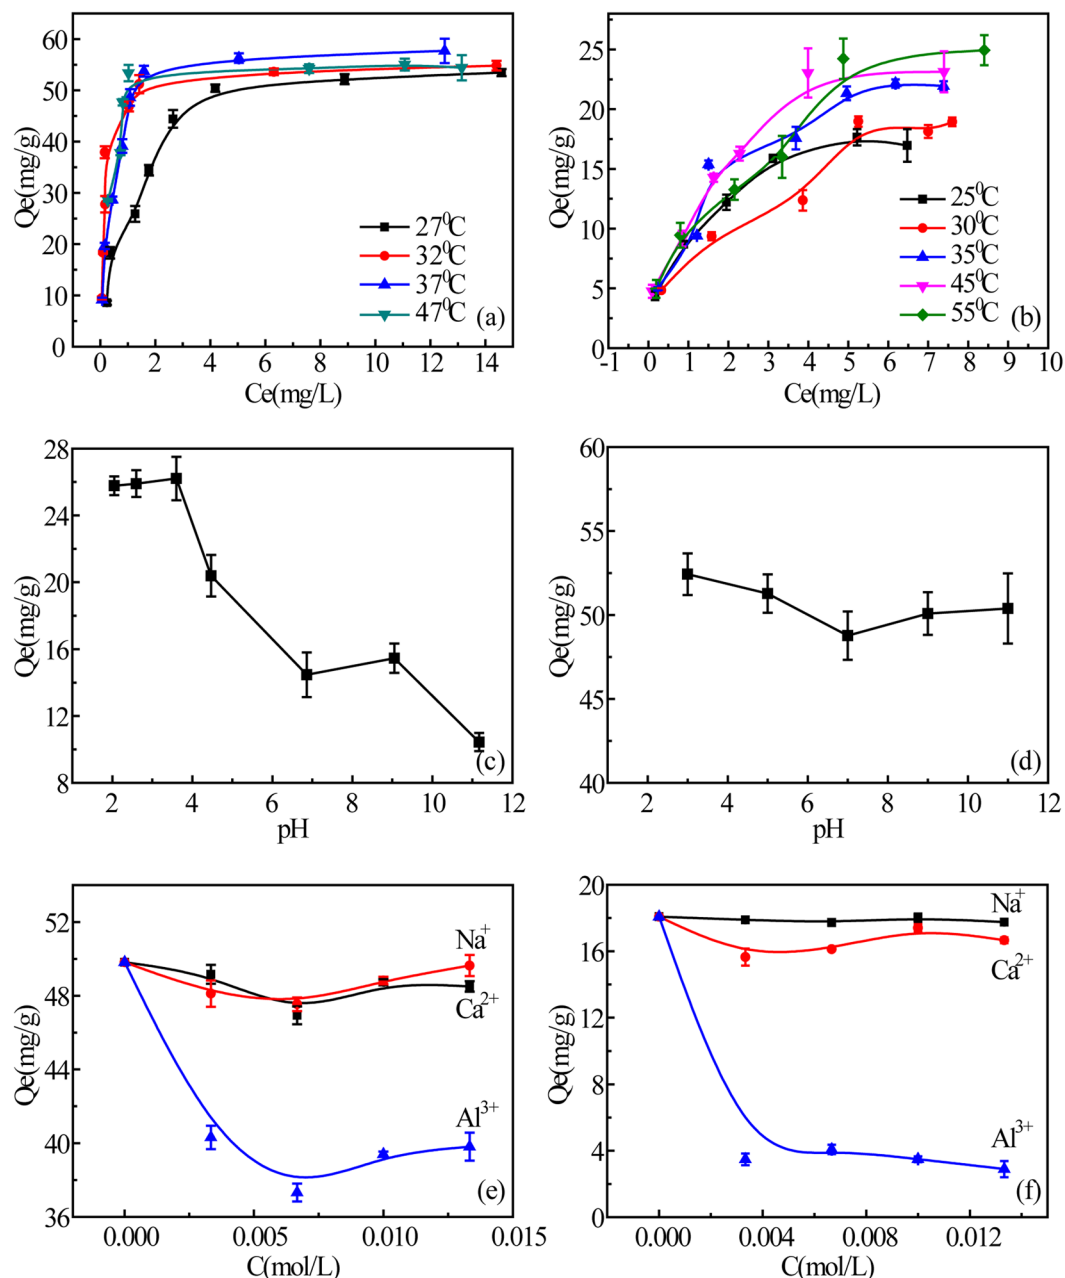 Qe(mg/g)
60
50
40
30
20
10
0
27⁰C
32⁰C
37⁰C
47⁰C
(a)
0 2 4 6 8 10 12 14
Ce(mg/L)
Qe(mg/g)
25
20
15
10
5
0
25⁰C
30⁰C
35⁰C
45⁰C
55⁰C
(b)
-1 0 1 2 3 4 5 6 7 8 9 10
Ce(mg/L)
Qe(mg/g)
28
24
20
16
12
8
(c)
2 4 6 8 10 12
pH
Qe(mg/g)
60
55
50
45
40
(d)
2 4 6 8 10 12
pH
Qe(mg/g)
52
48
44
40
36
Na⁺
Ca²⁺
Al³⁺
(e)
0.000 0.005 0.010 0.015
C(mol/L)
Qe(mg/g)
20
16
12
8
4
0
Na⁺
Ca²⁺
Al³⁺
(f)
0.000 0.004 0.008 0.012
C(mol/L)